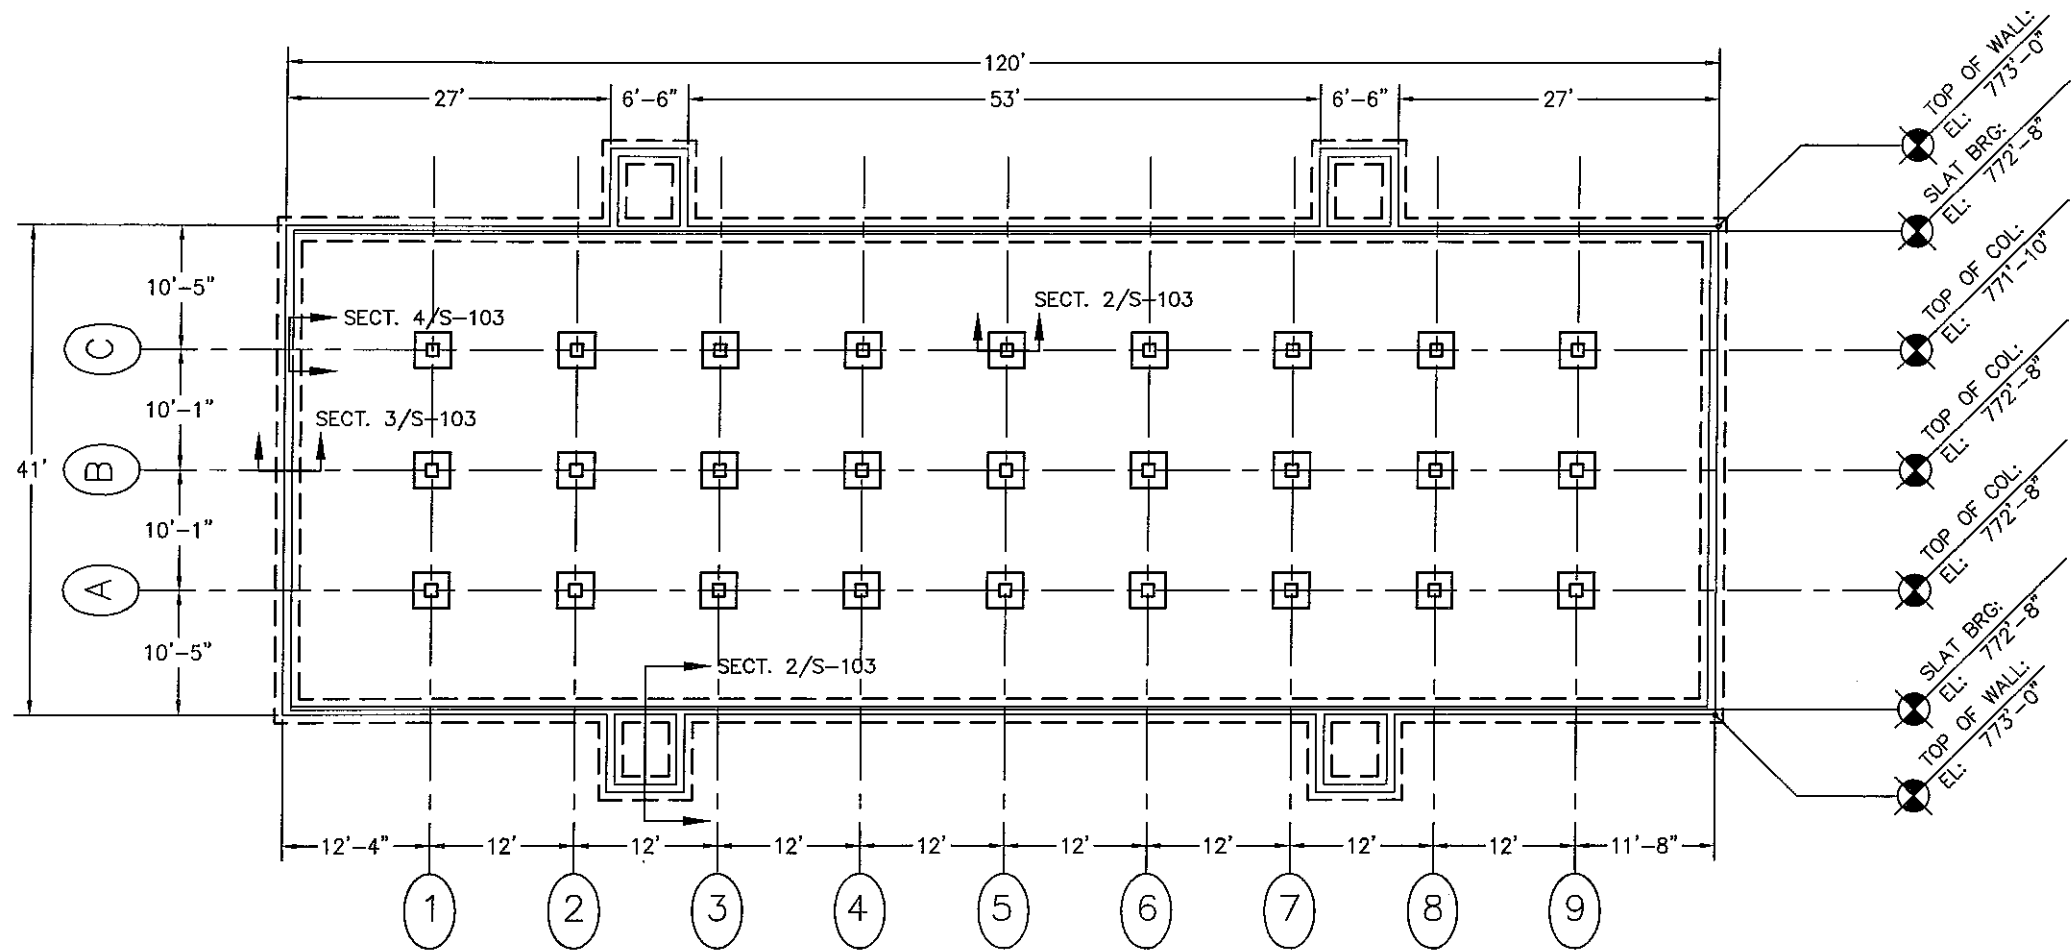 120'
27'
6'-6"
53'
6'-6"
27'
TOP OF WALL:
EL: 773'-0"
SLAT BRG:
EL: 772'-8"
TOP OF COL:
EL: 771'-10"
TOP OF COL:
EL: 772'-8"
TOP OF COL:
EL: 772'-8"
SLAT BRG:
EL: 772'-8"
TOP OF WALL:
EL: 773'-0"
10'-5"
SECT. 4/S-103
SECT. 2/S-103
C
10'-1"
SECT. 3/S-103
41'
B
10'-1"
A
10'-5"
SECT. 2/S-103
12'-4"
12'
12'
12'
12'
12'
12'
12'
12'
11'-8"
1
2
3
4
5
6
7
8
9